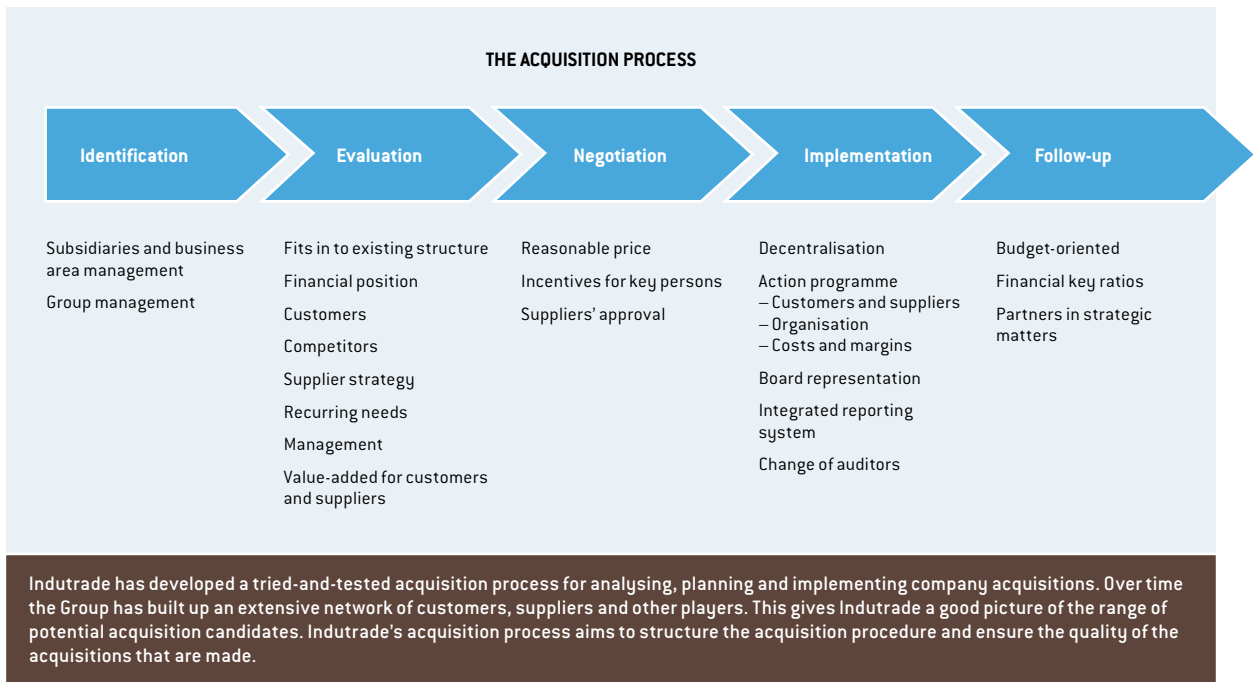 THE ACQUISITION PROCESS
Identification
Evaluation
Negotiation
Implementation
Follow-up
Subsidiaries and business
area management
Group management
Fits in to existing structure
Financial position
Customers
Competitors
Supplier strategy
Recurring needs
Management
Value-added for customers
and suppliers
Reasonable price
Incentives for key persons
Suppliers’ approval
Decentralisation
Action programme
– Customers and suppliers
– Organisation
– Costs and margins
Board representation
Integrated reporting
system
Change of auditors
Budget-oriented
Financial key ratios
Partners in strategic
matters
Indutrade has developed a tried-and-tested acquisition process for analysing, planning and implementing company acquisitions. Over time
the Group has built up an extensive network of customers, suppliers and other players. This gives Indutrade a good picture of the range of
potential acquisition candidates. Indutrade’s acquisition process aims to structure the acquisition procedure and ensure the quality of the
acquisitions that are made.